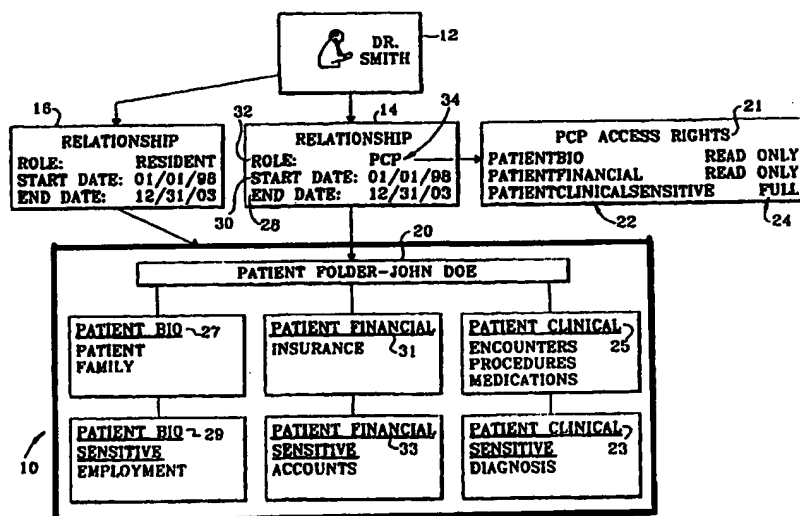 12
DR.
SMITH
16
RELATIONSHIP
ROLE: RESIDENT
START DATE: 01/01/98
END DATE: 12/31/03
32
14
34
RELATIONSHIP
ROLE: PCP
START DATE: 01/01/98
END DATE: 12/31/03
30
28
21
PCP ACCESS RIGHTS
PATIENTBIO READ ONLY
PATIENTFINANCIAL READ ONLY
PATIENTCLINICALSENSITIVE FULL
22
24
20
PATIENT FOLDER-JOHN DOE
PATIENT BIO 27
PATIENT
FAMILY
PATIENT FINANCIAL
INSURANCE 31
PATIENT CLINICAL
ENCOUNTERS 25
PROCEDURES
MEDICATIONS
10
PATIENT BIO 29
SENSITIVE
EMPLOYMENT
PATIENT FINANCIAL
SENSITIVE 33
ACCOUNTS
PATIENT CLINICAL
SENSITIVE 23
DIAGNOSIS